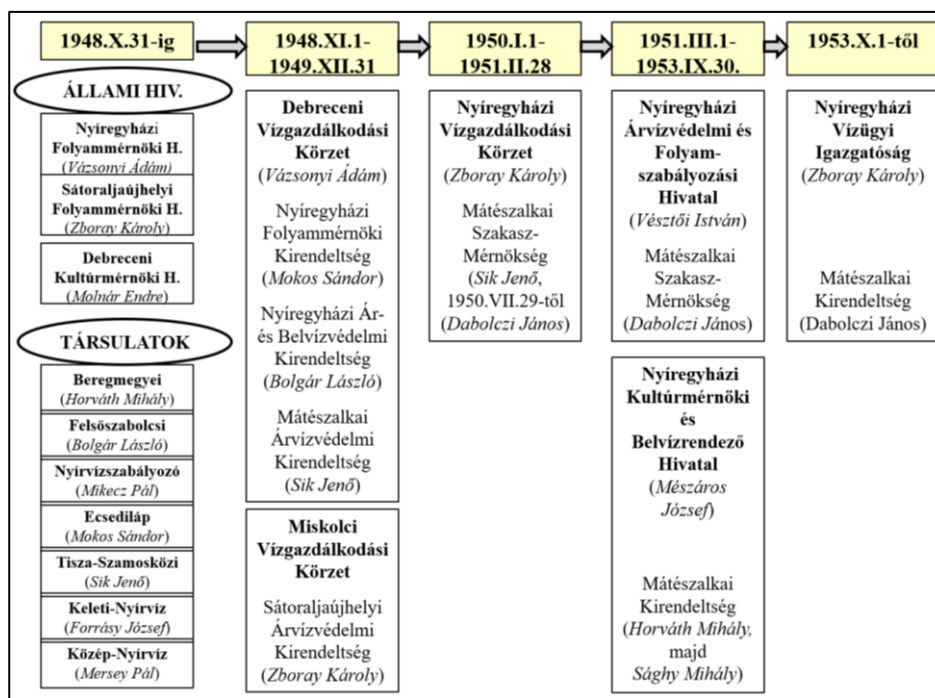 1948.X.31-ig
ÁLLAMI HIV.
Nyíregyházi
Folyammérnöki H.
(Vázsonyi Ádám)
Sátoraljaújhelyi
Folyammérnöki H.
(Zboray Károly)
Debreceni
Kultúrmérnöki H.
(Molnár Endre)
TÁRSULATOK
Beregmegyei
(Horváth Mihály)
Felsőszabolcsi
(Bolgár László)
Nyírvízszabályozó
(Mikecz Pál)
Ecsediláp
(Mokos Sándor)
Tisza-Szamosközi
(Sik Jenő)
Keleti-Nyírvíz
(Forrásy József)
Közép-Nyírvíz
(Mersey Pál)
1948.XI.1-
1949.XII.31
Debreceni
Vízgazdálkodási
Körzet
(Vázsonyi Ádám)
Nyíregyházi
Folyammérnöki
Kirendeltség
(Mokos Sándor)
Nyíregyházi Ár-
és Belvízvédelmi
Kirendeltség
(Bolgár László)
Mátészalkai
Árvízvédelmi
Kirendeltség
(Sik Jenő)
Miskolci
Vízgazdálkodási
Körzet
Sátoraljaújhelyi
Árvízvédelmi
Kirendeltség
(Zboray Károly)
1950.I.1-
1951.II.28
Nyíregyházi
Vízgazdálkodási
Körzet
(Zboray Károly)
Mátészalkai
Szakasz-
Mérnökség
(Sik Jenő,
1950.VII.29-től
(Dabolczi János)
1951.III.1-
1953.IX.30.
Nyíregyházi
Árvízvédelmi és
Folyam-
szabályozási
Hivatal
(Vésztői István)
Mátészalkai
Szakasz-
Mérnökség
(Dabolczi János)
Nyíregyházi
Kultúrmérnöki
és
Belvízrendező
Hivatal
(Mészáros
József)
Mátészalkai
Kirendeltség
(Horváth Mihály,
majd
Sághy Mihály)
1953.X.1-től
Nyíregyházi
Vízügyi
Igazgatóság
(Zboray Károly)
Mátészalkai
Kirendeltség
(Dabolczi János)